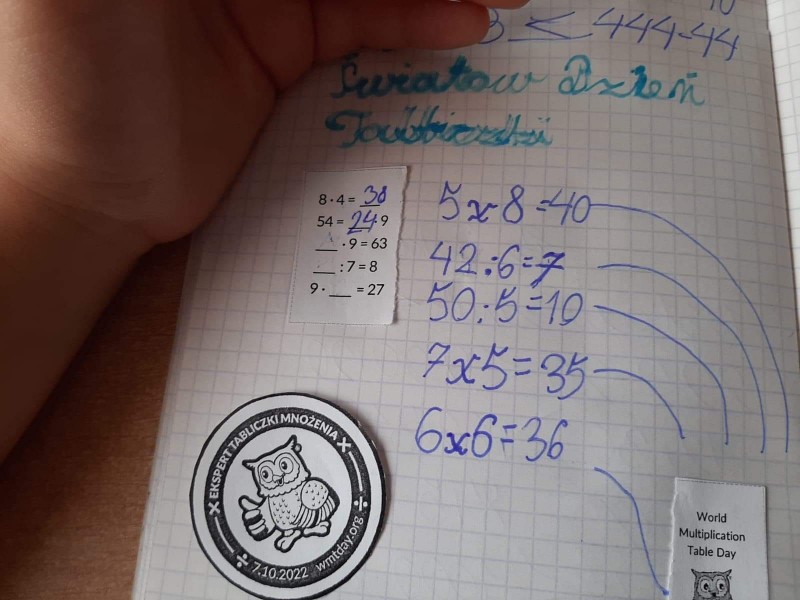 3 ≤ 444-44
Światow Dzień
8 · 4 = 38
54 = 24 · 9
___ · 9 = 63
___ : 7 = 8
9 · ___ = 27
5x8=40
42:6=7
50:5=10
7x5=35
6x6=36
EKSPERT TABLICZKI MNOŻENIA
7.10.2022 wmtday.org
World
Multiplication
Table Day